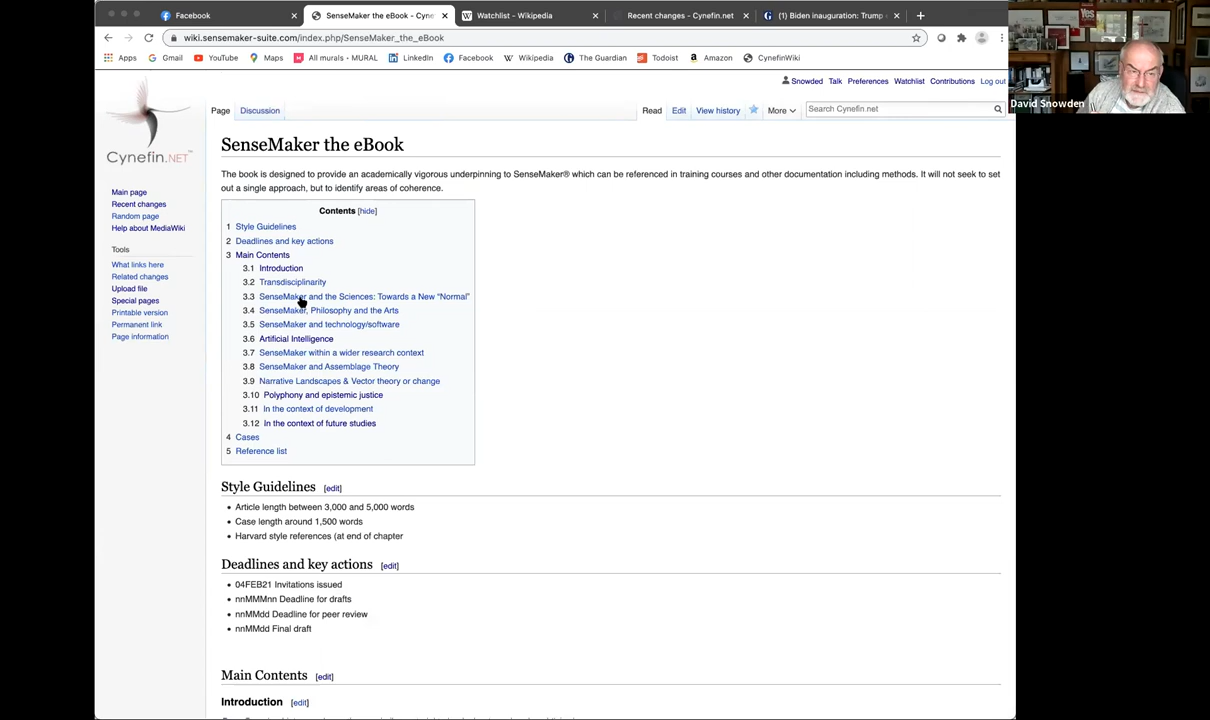 Facebook
SenseMaker the eBook - Cyne
Watchlist - Wikipedia
Recent changes - Cynefin.net
(1) Biden inauguration: Trump
wiki.sensemaker-suite.com/index.php/SenseMaker_the_eBook
Apps Gmail YouTube Maps All murals • MURAL LinkedIn Facebook Wikipedia The Guardian Todoist Amazon CynefinWiki
Yes
David Snowden
Snowded Talk Preferences Watchlist Contributions Log out
Page Discussion Read Edit View history More Search Cynefin.net
Cynefin.NET™
Main page
Recent changes
Random page
Help about MediaWiki
Tools
What links here
Related changes
Upload file
Special pages
Printable version
Permanent link
Page information
SenseMaker the eBook
The book is designed to provide an academically vigorous underpinning to SenseMaker® which can be referenced in training courses and other documentation including methods. It will not seek to set
out a single approach, but to identify areas of coherence.
Contents [hide]
1 Style Guidelines
2 Deadlines and key actions
3 Main Contents
3.1 Introduction
3.2 Transdisciplinarity
3.3 SenseMaker and the Sciences: Towards a New "Normal"
3.4 SenseMaker, Philosophy and the Arts
3.5 SenseMaker and technology/software
3.6 Artificial Intelligence
3.7 SenseMaker within a wider research context
3.8 SenseMaker and Assemblage Theory
3.9 Narrative Landscapes & Vector theory or change
3.10 Polyphony and epistemic justice
3.11 In the context of development
3.12 In the context of future studies
4 Cases
5 Reference list
Style Guidelines [edit]
• Article length between 3,000 and 5,000 words
• Case length around 1,500 words
• Harvard style references (at end of chapter
Deadlines and key actions [edit]
• 04FEB21 Invitations issued
• nnMMMnn Deadline for drafts
• nnMMdd Deadline for peer review
• nnMMdd Final draft
Main Contents [edit]
Introduction [edit]